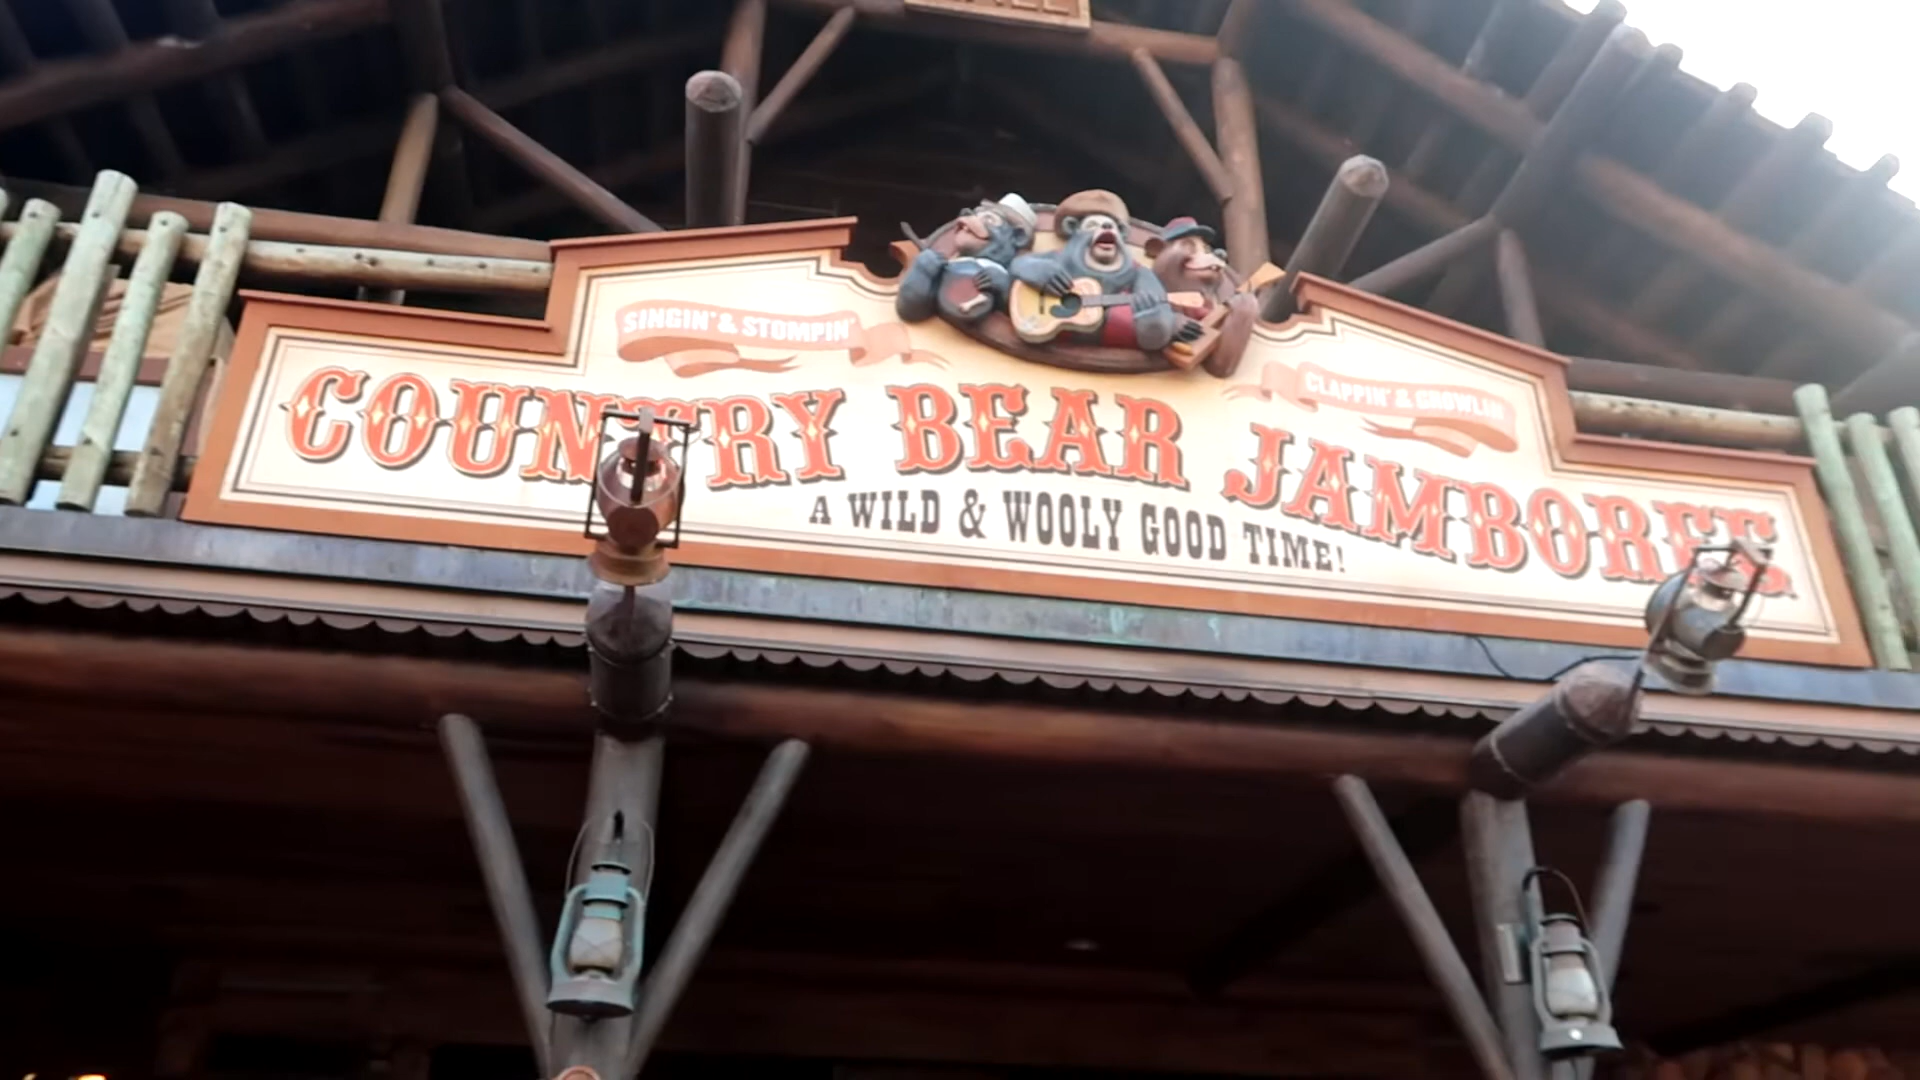 SINGIN' & STOMPIN'
CLAPPIN' & GROWLIN'
COUNTRY BEAR JAMBOREE
A WILD & WOOLY GOOD TIME!